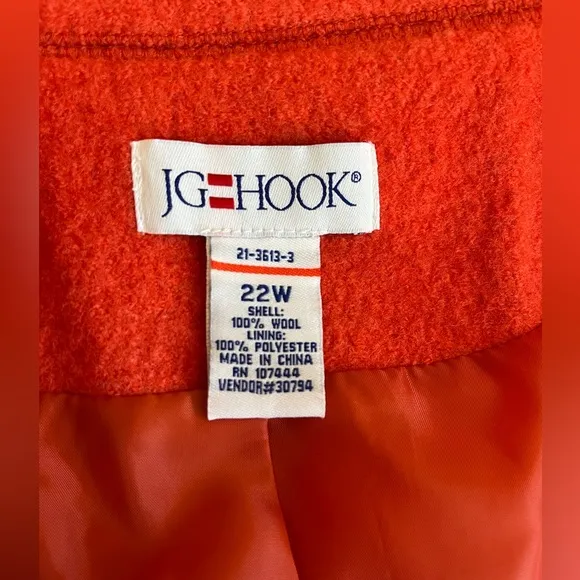 JG HOOK®
21-3613-3
22W
SHELL:
100% WOOL
LINING:
100% POLYESTER
MADE IN CHINA
RN 107444
VENDOR#30794